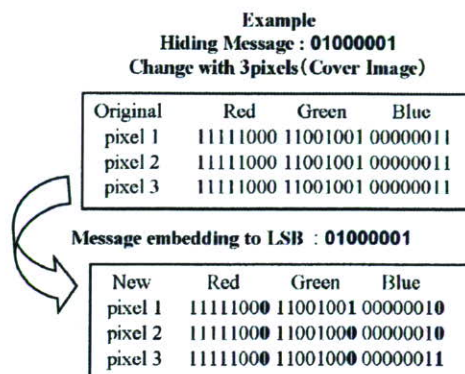 Example
Hiding Message : 01000001
Change with 3pixels(Cover Image)
Original Red Green Blue
pixel 1 11111000 11001001 00000011
pixel 2 11111000 11001001 00000011
pixel 3 11111000 11001001 00000011
Message embedding to LSB : 01000001
New Red Green Blue
pixel 1 11111000 11001001 00000010
pixel 2 11111000 11001000 00000010
pixel 3 11111000 11001000 00000011